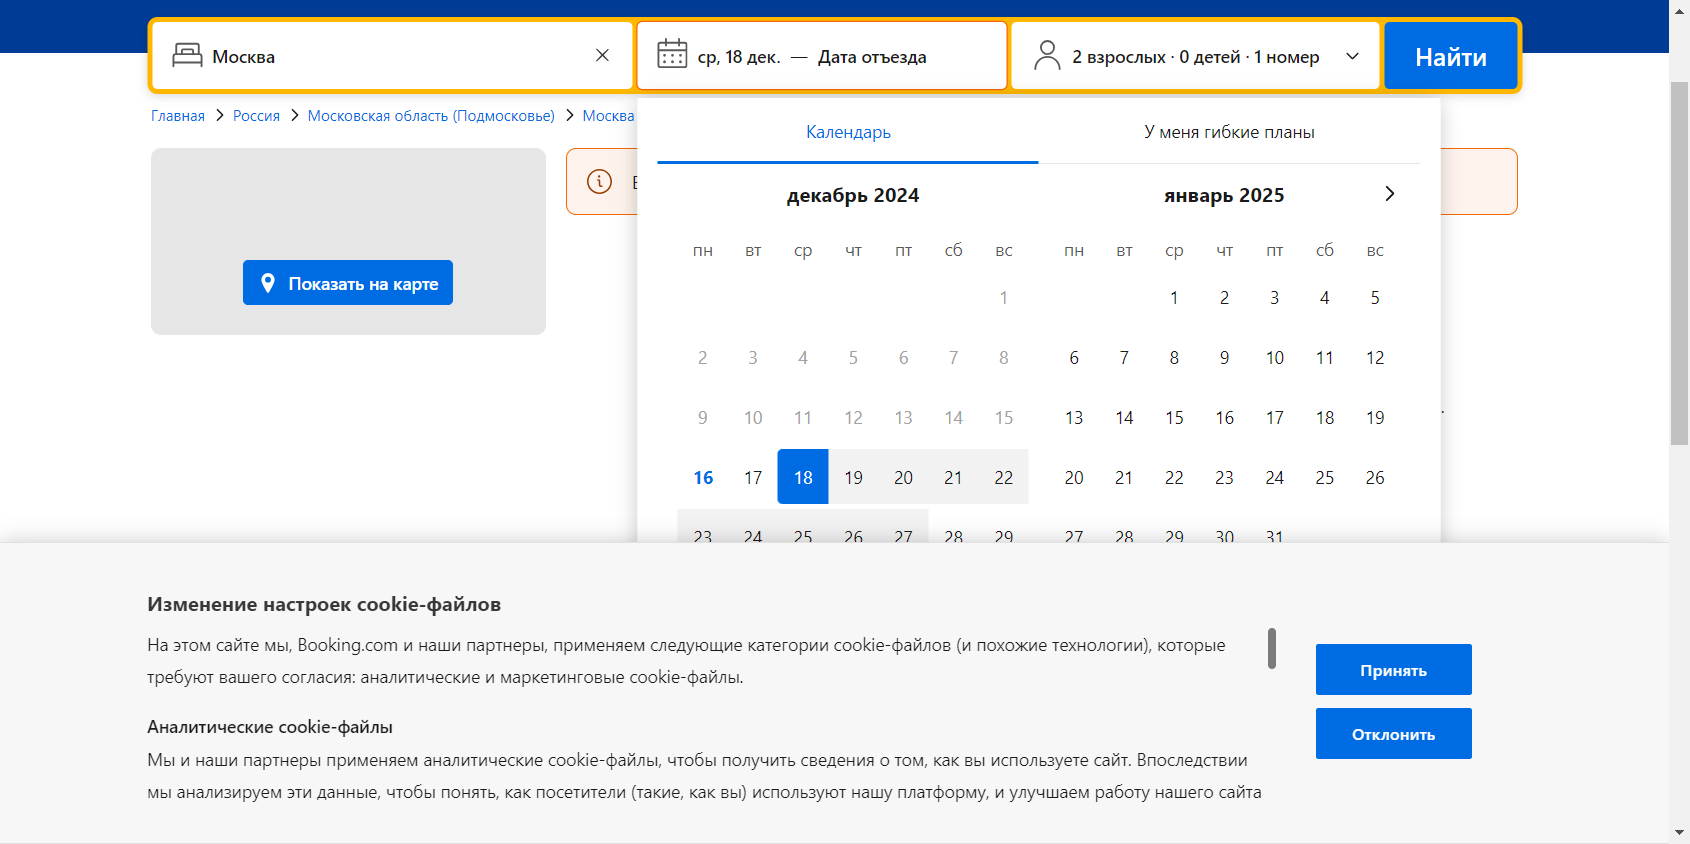 Москва
ср, 18 дек. — Дата отъезда
2 взрослых · 0 детей · 1 номер
Найти
Главная > Россия > Московская область (Подмосковье) > Москва
Календарь
У меня гибкие планы
Показать на карте
декабрь 2024
пн вт ср чт пт сб вс
1
2 3 4 5 6 7 8
9 10 11 12 13 14 15
16 17 18 19 20 21 22
23 24 25 26 27 28 29
январь 2025
пн вт ср чт пт сб вс
1 2 3 4 5
6 7 8 9 10 11 12
13 14 15 16 17 18 19
20 21 22 23 24 25 26
27 28 29 30 31
Изменение настроек cookie-файлов
На этом сайте мы, Booking.com и наши партнеры, применяем следующие категории cookie-файлов (и похожие технологии), которые
требуют вашего согласия: аналитические и маркетинговые cookie-файлы.
Аналитические cookie-файлы
Мы и наши партнеры применяем аналитические cookie-файлы, чтобы получить сведения о том, как вы используете сайт. Впоследствии
мы анализируем эти данные, чтобы понять, как посетители (такие, как вы) используют нашу платформу, и улучшаем работу нашего сайта
Принять
Отклонить